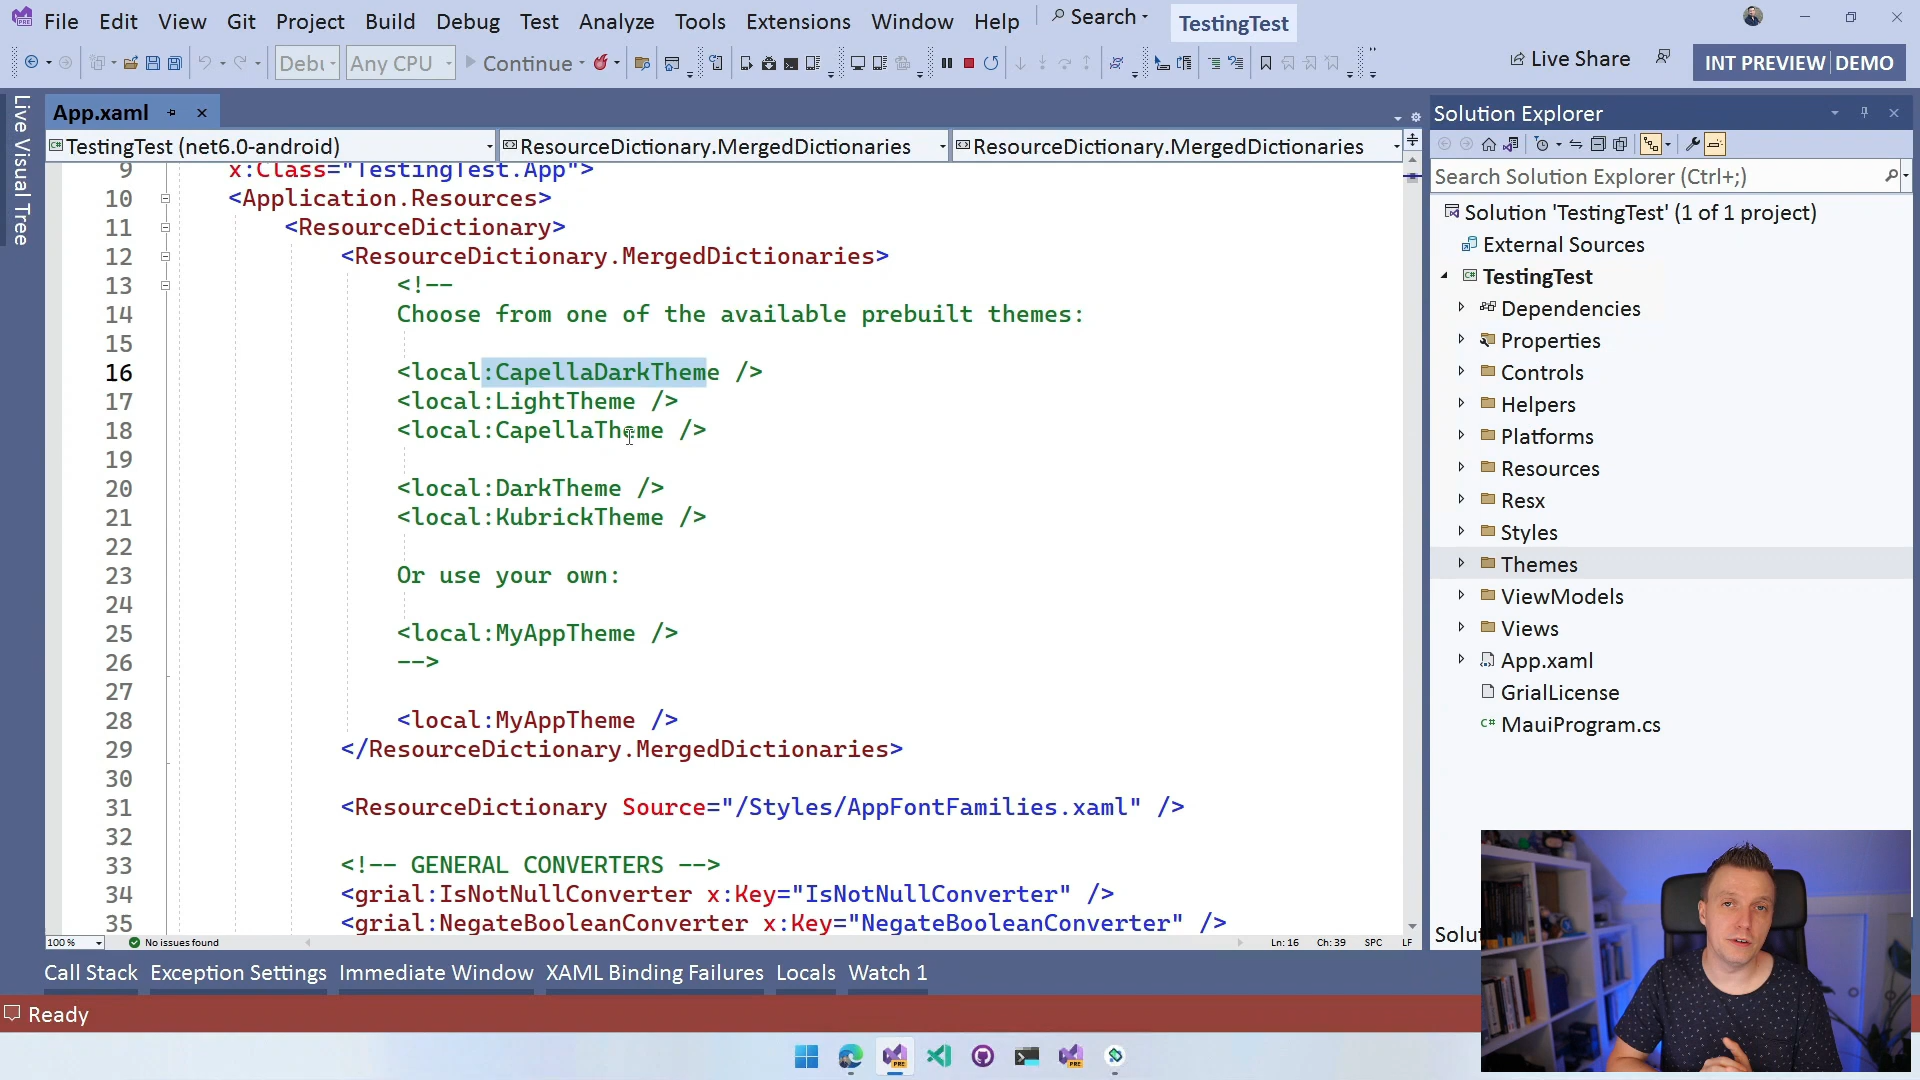 File Edit View Git Project Build Debug Test Analyze Tools Extensions Window Help Search TestingTest
Any CPU Continue Live Share INT PREVIEW DEMO
Live Visual Tree
App.xaml
TestingTest (net6.0-android) ResourceDictionary.MergedDictionaries ResourceDictionary.MergedDictionaries
9 x:Class="TestingTest.App">
10 <Application.Resources>
11 <ResourceDictionary>
12 <ResourceDictionary.MergedDictionaries>
13 <!--
14 Choose from one of the available prebuilt themes:
15
16 <local:CapellaDarkTheme />
17 <local:LightTheme />
18 <local:CapellaTheme />
19
20 <local:DarkTheme />
21 <local:KubrickTheme />
22
23 Or use your own:
24
25 <local:MyAppTheme />
26 -->
27
28 <local:MyAppTheme />
29 </ResourceDictionary.MergedDictionaries>
30
31 <ResourceDictionary Source="/Styles/AppFontFamilies.xaml" />
32
33 <!-- GENERAL CONVERTERS -->
34 <grial:IsNotNullConverter x:Key="IsNotNullConverter" />
35 <grial:NegateBooleanConverter x:Key="NegateBooleanConverter" />
100 % No issues found Ln: 16 Ch: 39 SPC LF
Call Stack Exception Settings Immediate Window XAML Binding Failures Locals Watch 1
Ready
Solution Explorer
Search Solution Explorer (Ctrl+;)
Solution 'TestingTest' (1 of 1 project)
External Sources
TestingTest
Dependencies
Properties
Controls
Helpers
Platforms
Resources
Resx
Styles
Themes
ViewModels
Views
App.xaml
GrialLicense
MauiProgram.cs